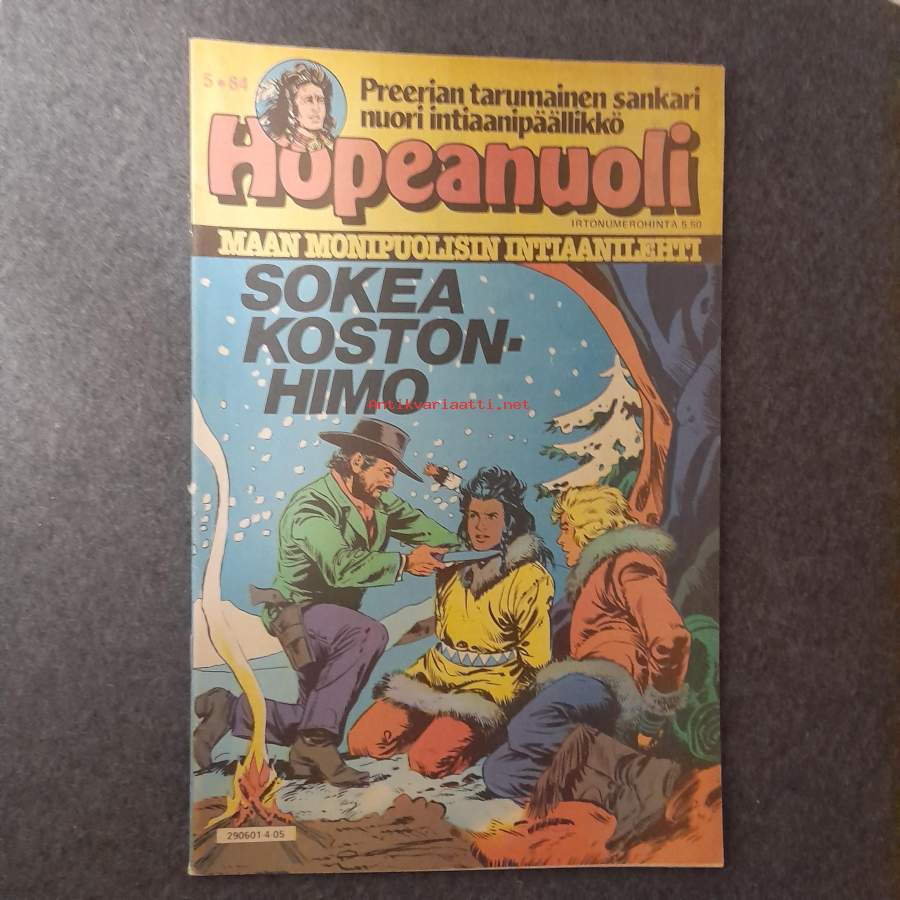 5•84
Preerian tarumainen sankari
nuori intiaanipäällikkö
Hopeanuoli
IRTONUMEROHINTA 5,50
MAAN MONIPUOLISIN INTIAANILEHTI
SOKEA
KOSTON-
HIMO
Antikvariaatti.net
290601-4-05